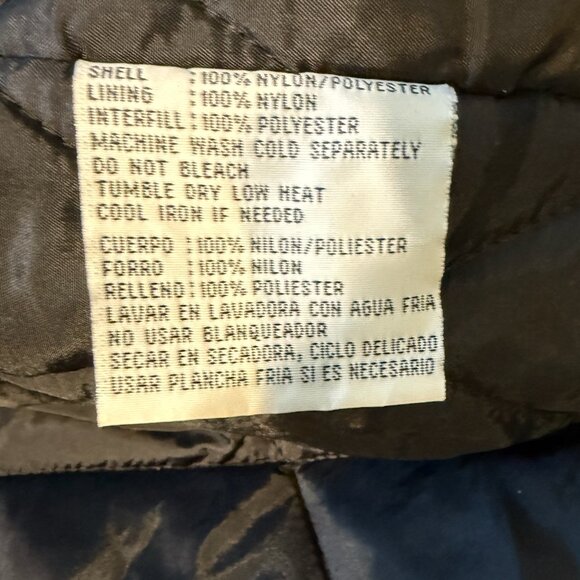 SHELL : 100% NYLON/POLYESTER
LINING : 100% NYLON
INTERFILL : 100% POLYESTER
MACHINE WASH COLD SEPARATELY
DO NOT BLEACH
TUMBLE DRY LOW HEAT
COOL IRON IF NEEDED
CUERPO : 100% NILON/POLIESTER
FORRO : 100% NILON
RELLENO : 100% POLIESTER
LAVAR EN LAVADORA CON AGUA FRIA
NO USAR BLANQUEADOR
SECAR EN SECADORA, CICLO DELICADO
USAR PLANCHA FRIA SI ES NECESARIO